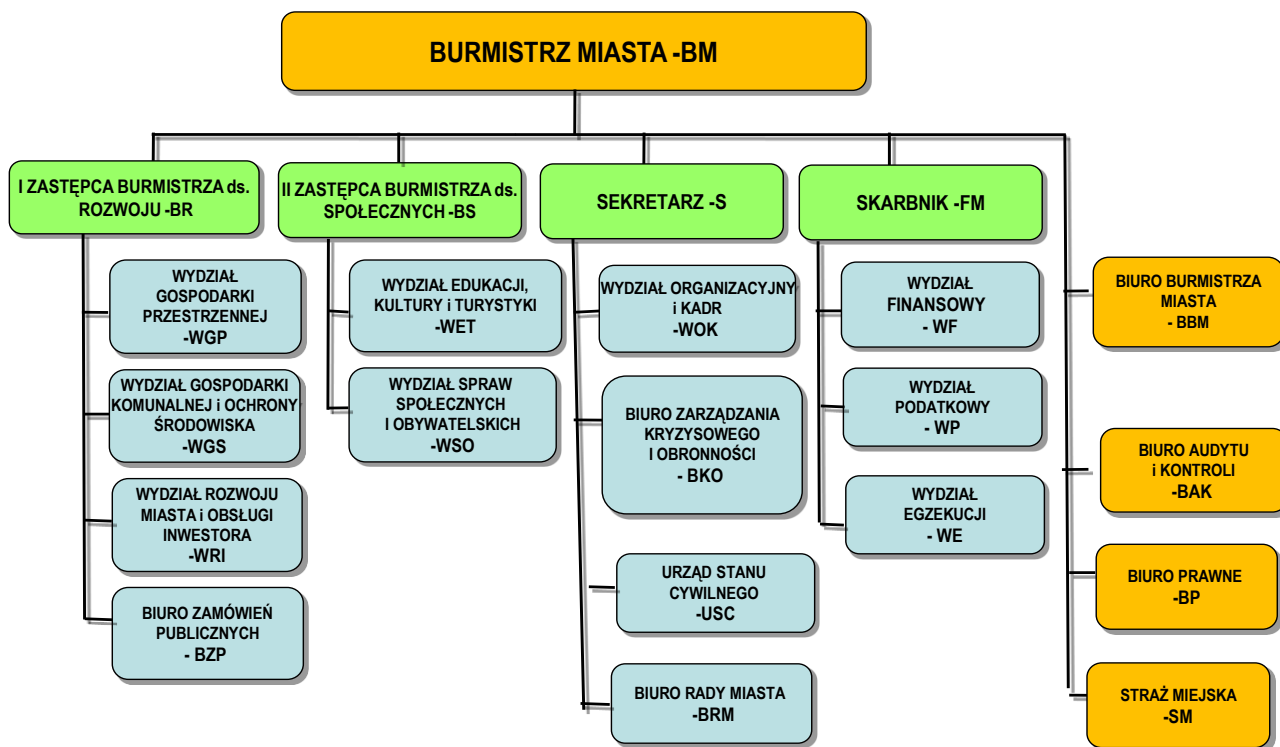 BURMISTRZ MIASTA -BM
I ZASTĘPCA BURMISTRZA ds.
ROZWOJU -BR
II ZASTĘPCA BURMISTRZA ds.
SPOŁECZNYCH -BS
SEKRETARZ -S
SKARBNIK -FM
WYDZIAŁ
GOSPODARKI
PRZESTRZENNEJ
-WGP
WYDZIAŁ GOSPODARKI
KOMUNALNEJ i OCHRONY
ŚRODOWISKA
-WGS
WYDZIAŁ ROZWOJU
MIASTA i OBSŁUGI
INWESTORA
-WRI
BIURO ZAMÓWIEŃ
PUBLICZNYCH
- BZP
WYDZIAŁ EDUKACJI,
KULTURY i TURYSTYKI
-WET
WYDZIAŁ SPRAW
SPOŁECZNYCH
I OBYWATELSKICH
-WSO
WYDZIAŁ ORGANIZACYJNY
i KADR
-WOK
BIURO ZARZĄDZANIA
KRYZYSOWEGO
I OBRONNOŚCI
- BKO
URZĄD STANU
CYWILNEGO
-USC
BIURO RADY MIASTA
-BRM
WYDZIAŁ
FINANSOWY
- WF
WYDZIAŁ
PODATKOWY
- WP
WYDZIAŁ
EGZEKUCJI
- WE
BIURO BURMISTRZA
MIASTA
- BBM
BIURO AUDYTU
i KONTROLI
-BAK
BIURO PRAWNE
-BP
STRAŻ MIEJSKA
-SM